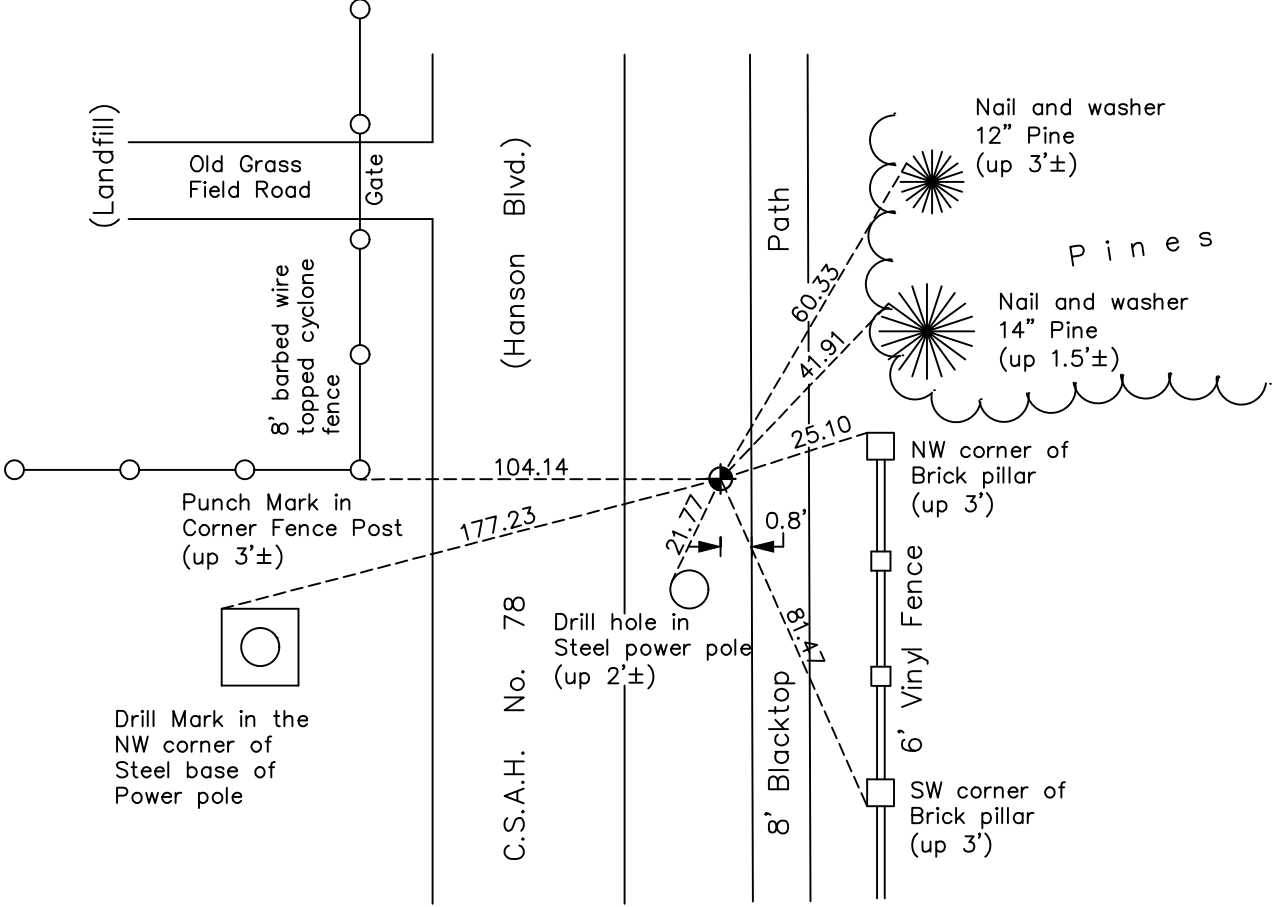 (Landfill)
Old Grass
Field Road
Gate
8' barbed wire
topped cyclone
fence
(Hanson Blvd.)
Path
Nail and washer
12" Pine
(up 3'±)
Pines
Nail and washer
14" Pine
(up 1.5'±)
60.33
41.91
25.10
104.14
177.23
21.77
0.8'
81.47
Punch Mark in
Corner Fence Post
(up 3'±)
NW corner of
Brick pillar
(up 3')
Drill hole in
Steel power pole
(up 2'±)
C.S.A.H. No. 78
8' Blacktop
6' Vinyl Fence
Drill Mark in the
NW corner of
Steel base of
Power pole
SW corner of
Brick pillar
(up 3')